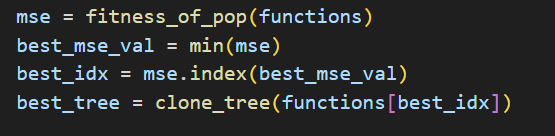 mse = fitness_of_pop(functions)
best_mse_val = min(mse)
best_idx = mse.index(best_mse_val)
best_tree = clone_tree(functions[best_idx])